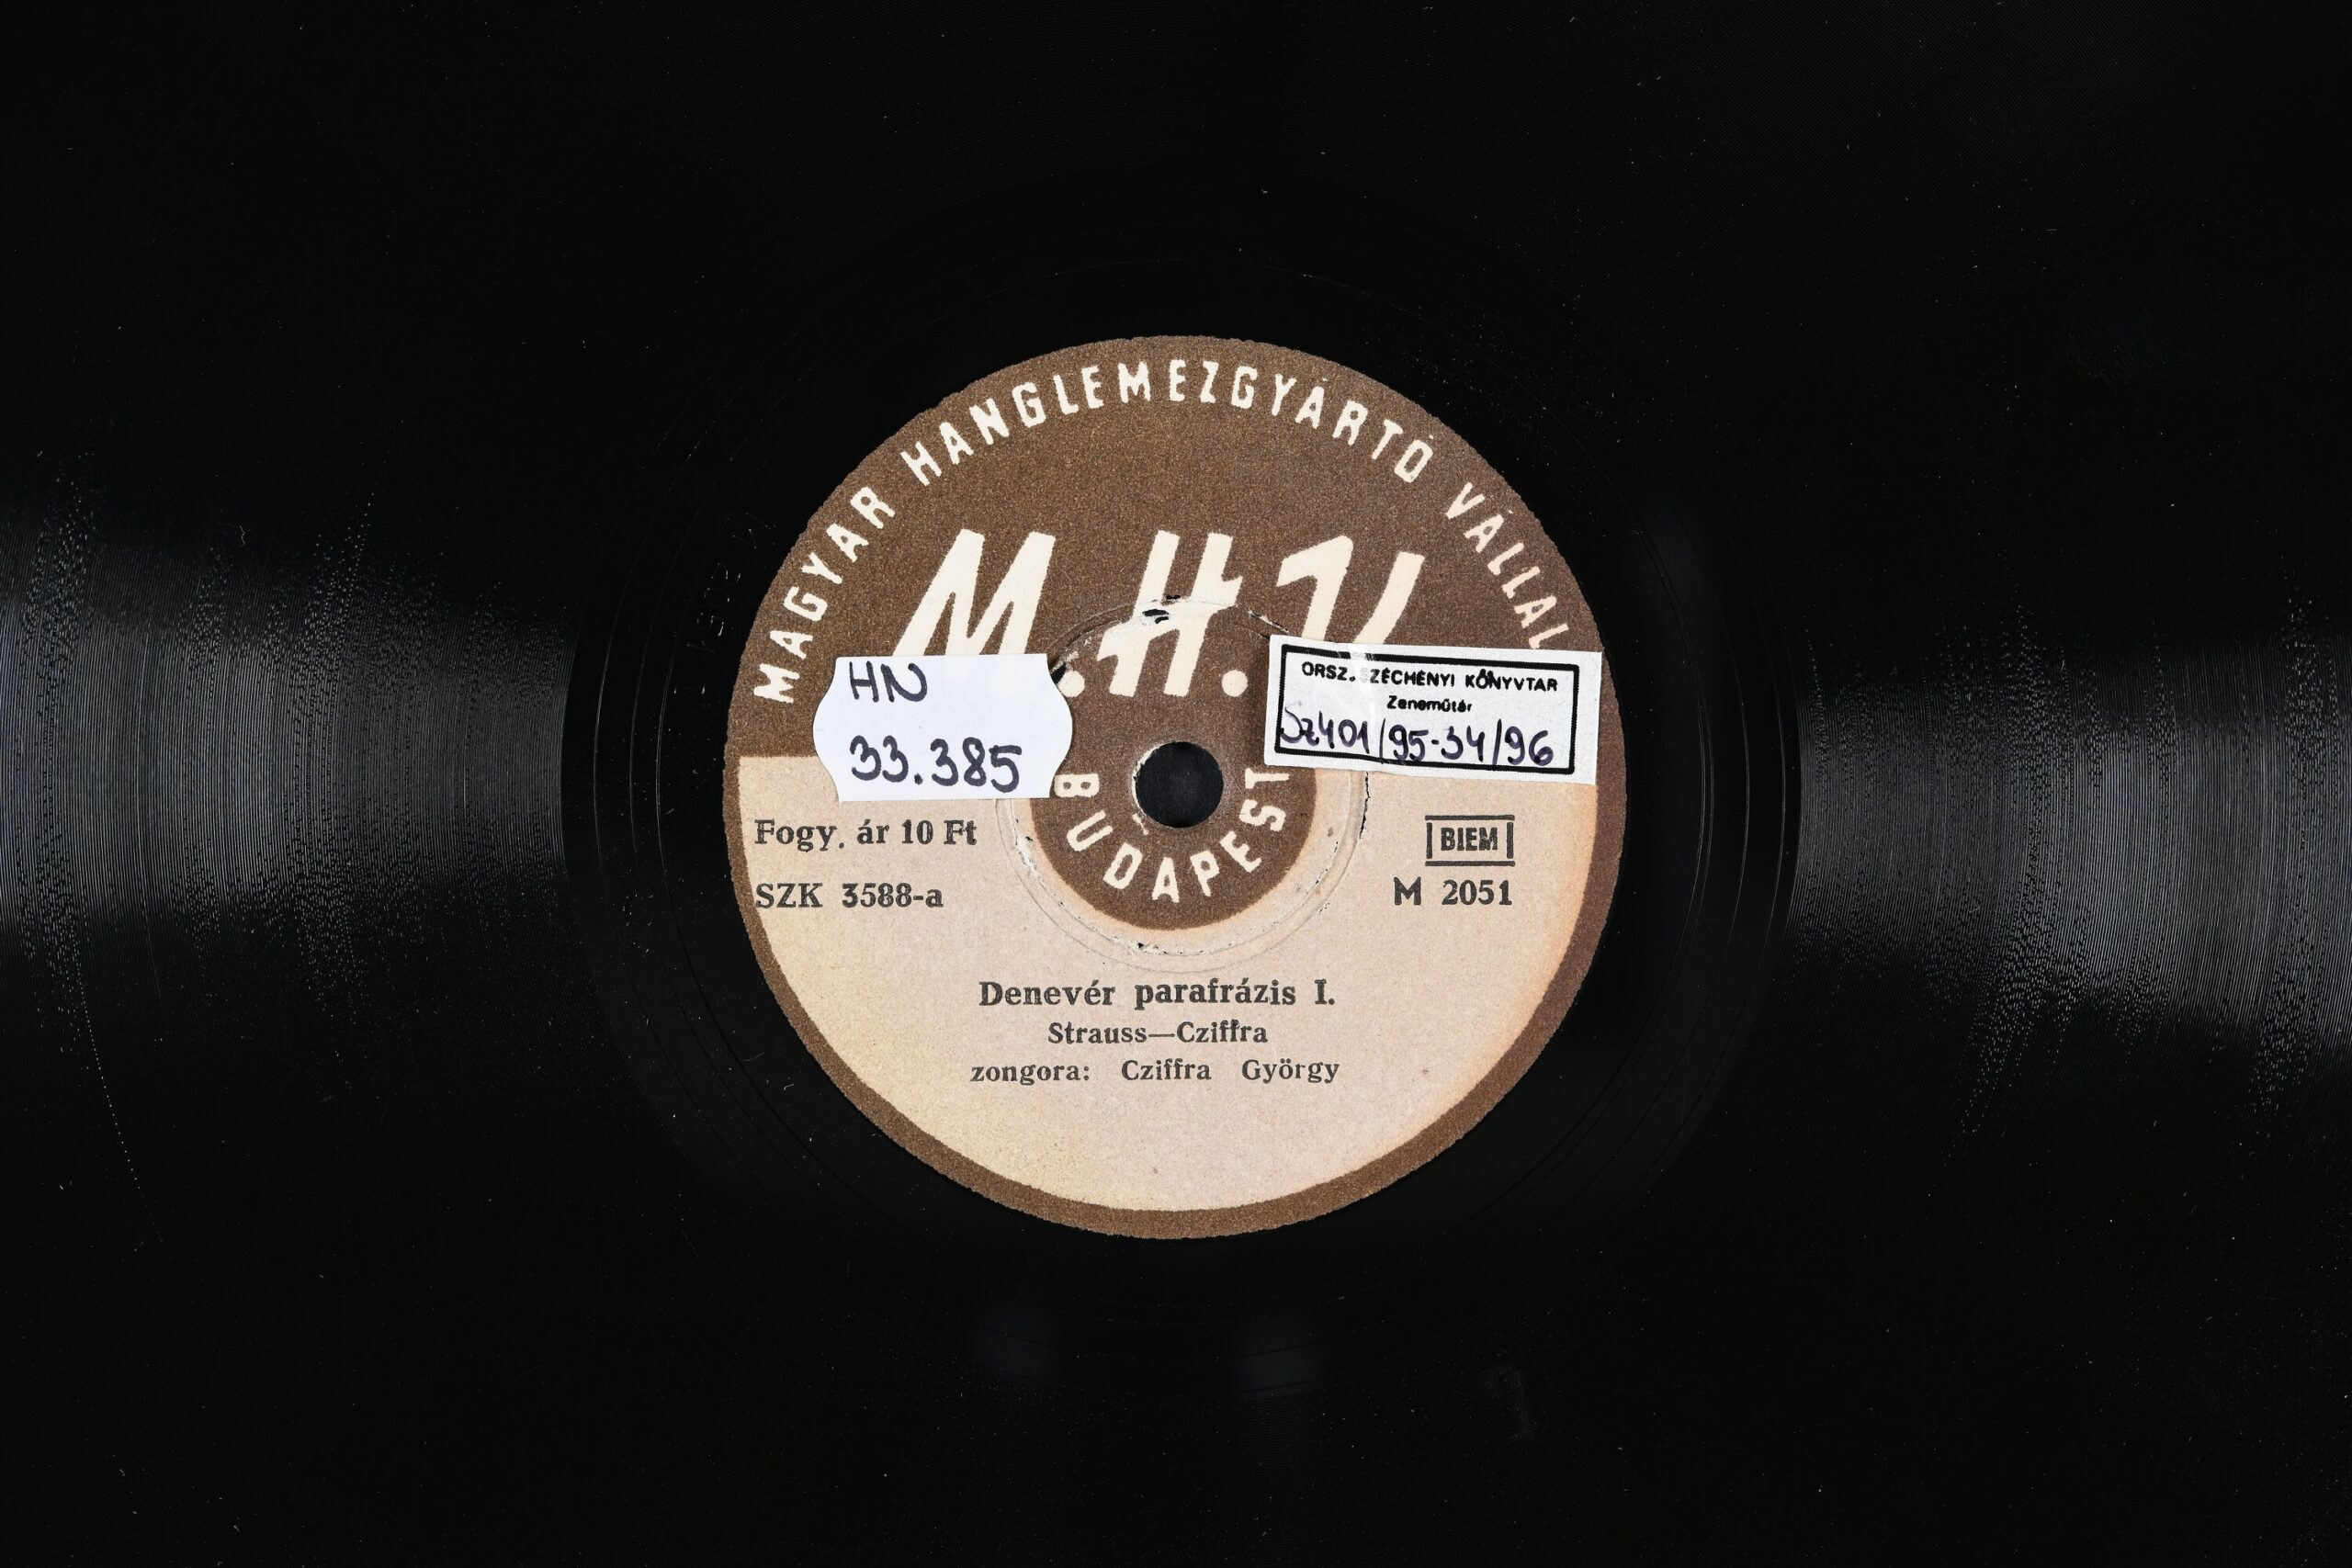 MAGYAR HANGLEMEZGYÁRTÓ VÁLLAL
M.H.V.
HN
33.385
ORSZ. SZÉCHÉNYI KÖNYVTÁR
Zeneműtár
Sz401/95-34/96
BUDAPEST
Fogy. ár 10 Ft
BIEM
SZK 3588-a
M 2051
Denevér parafrázis I.
Strauss—Cziffra
zongora: Cziffra György